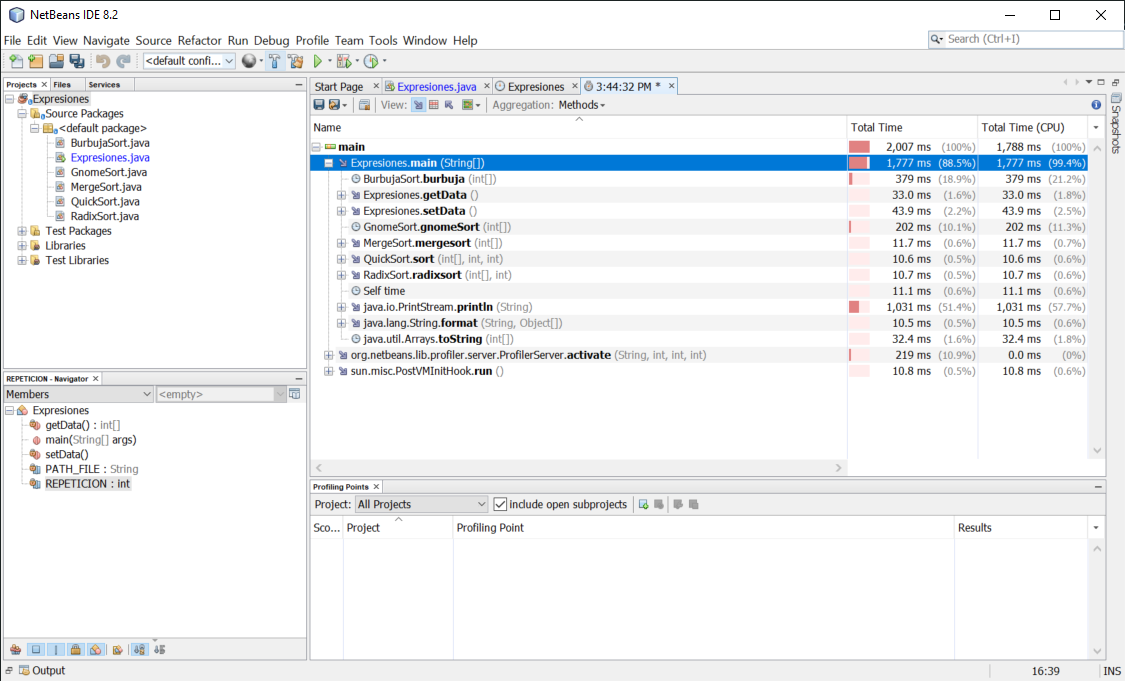 NetBeans IDE 8.2
File Edit View Navigate Source Refactor Run Debug Profile Team Tools Window Help
Search (Ctrl+I)
<default confi...
Projects Files Services
Expresiones
Source Packages
<default package>
BurbujaSort.java
Expresiones.java
GnomeSort.java
MergeSort.java
QuickSort.java
RadixSort.java
Test Packages
Libraries
Test Libraries
REPETICION - Navigator
Members <empty>
Expresiones
getData() : int[]
main(String[] args)
setData()
PATH_FILE : String
REPETICION : int
Start Page Expresiones.java Expresiones 3:44:32 PM *
View: Aggregation: Methods
Name Total Time Total Time (CPU)
main 2,007 ms (100%) 1,788 ms (100%)
Expresiones.main (String[]) 1,777 ms (88.5%) 1,777 ms (99.4%)
BurbujaSort.burbuja (int[]) 379 ms (18.9%) 379 ms (21.2%)
Expresiones.getData () 33.0 ms (1.6%) 33.0 ms (1.8%)
Expresiones.setData () 43.9 ms (2.2%) 43.9 ms (2.5%)
GnomeSort.gnomeSort (int[]) 202 ms (10.1%) 202 ms (11.3%)
MergeSort.mergesort (int[]) 11.7 ms (0.6%) 11.7 ms (0.7%)
QuickSort.sort (int[], int, int) 10.6 ms (0.5%) 10.6 ms (0.6%)
RadixSort.radixsort (int[], int) 10.7 ms (0.5%) 10.7 ms (0.6%)
Self time 11.1 ms (0.6%) 11.1 ms (0.6%)
java.io.PrintStream.println (String) 1,031 ms (51.4%) 1,031 ms (57.7%)
java.lang.String.format (String, Object[]) 10.5 ms (0.5%) 10.5 ms (0.6%)
java.util.Arrays.toString (int[]) 32.4 ms (1.6%) 32.4 ms (1.8%)
org.netbeans.lib.profiler.server.ProfilerServer.activate (String, int, int, int) 219 ms (10.9%) 0.0 ms (0%)
sun.misc.PostVMInitHook.run () 10.8 ms (0.5%) 10.8 ms (0.6%)
Snapshots
Profiling Points
Project: All Projects include open subprojects
Sco... Project Profiling Point Results
Output
16:39 INS